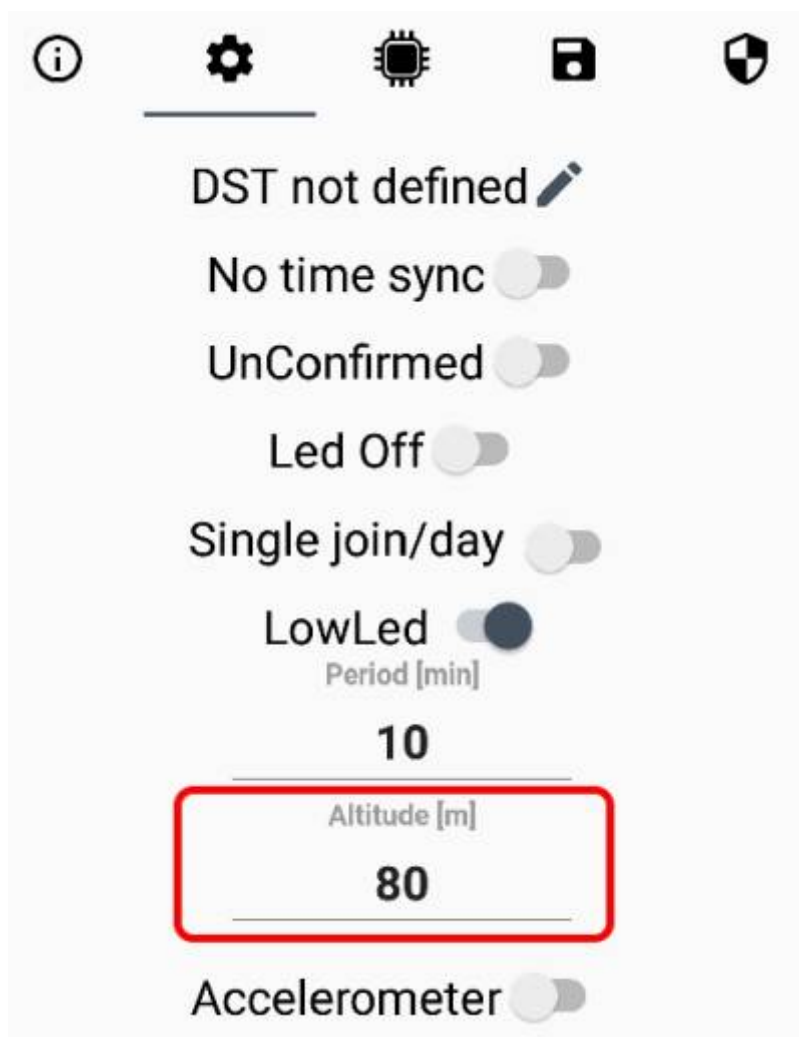 DST not defined
No time sync
UnConfirmed
Led Off
Single join/day
LowLed
Period [min]
10
Altitude [m]
80
Accelerometer